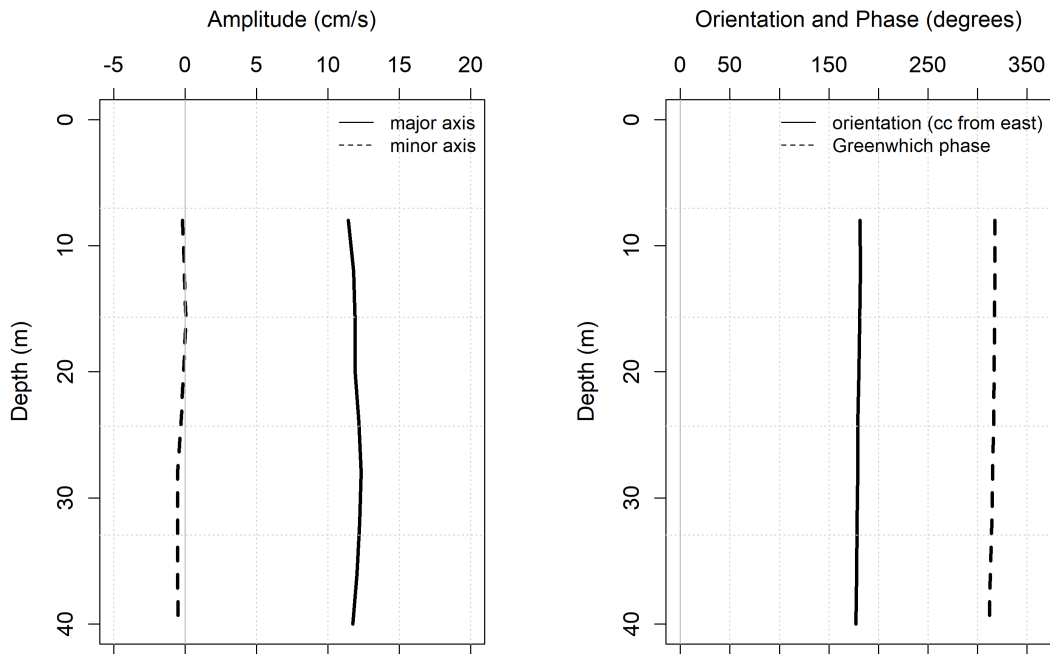 Amplitude (cm/s)
-5 0 5 10 15 20
major axis
minor axis
0
10
20
30
40
Depth (m)
Orientation and Phase (degrees)
0 50 150 250 350
orientation (cc from east)
Greenwhich phase
0
10
20
30
40
Depth (m)